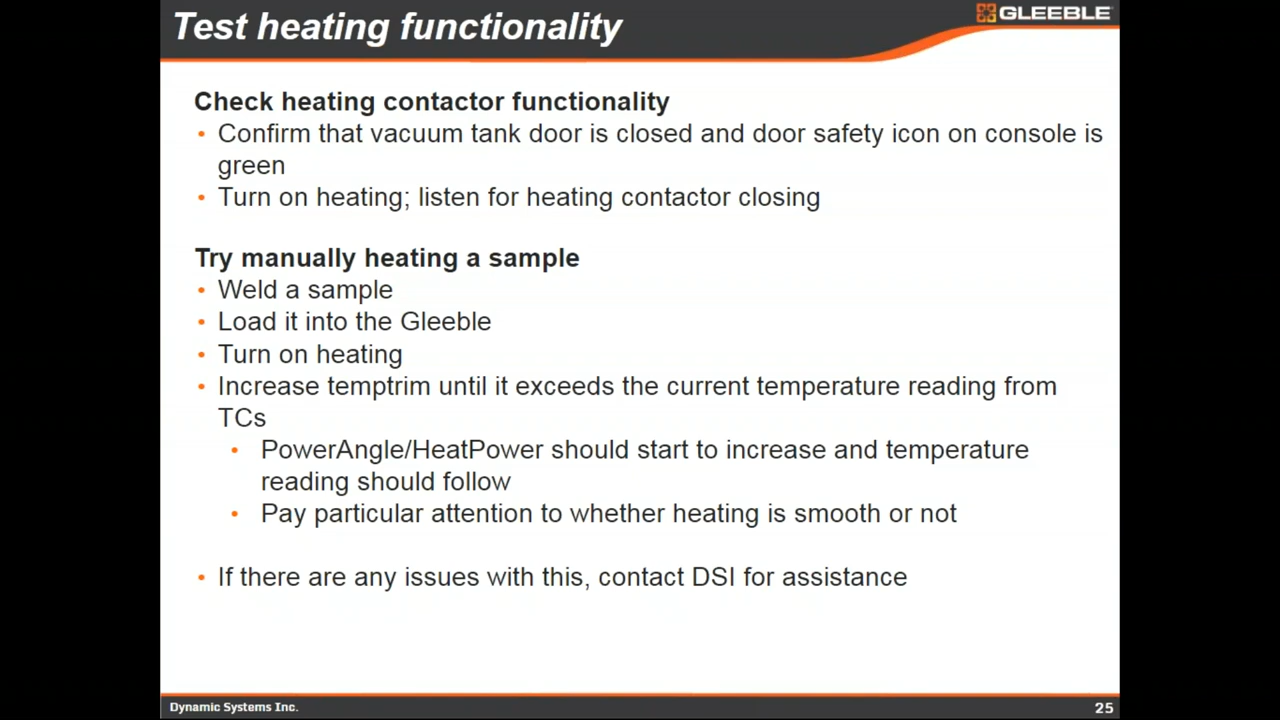 Test heating functionality
GLEEBLE
Check heating contactor functionality
• Confirm that vacuum tank door is closed and door safety icon on console is
green
• Turn on heating; listen for heating contactor closing
Try manually heating a sample
• Weld a sample
• Load it into the Gleeble
• Turn on heating
• Increase temptrim until it exceeds the current temperature reading from
TCs
• PowerAngle/HeatPower should start to increase and temperature
reading should follow
• Pay particular attention to whether heating is smooth or not
• If there are any issues with this, contact DSI for assistance
Dynamic Systems Inc.
25